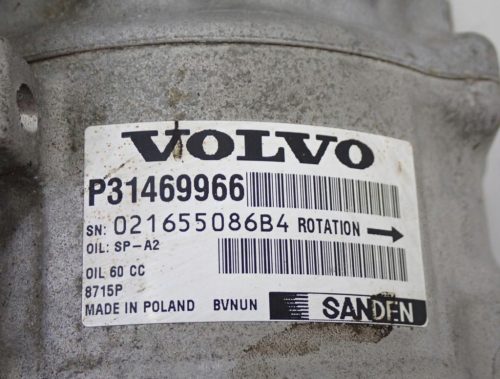 VOLVO
P31469966
SN: 021655086B4 ROTATION →
OIL: SP-A2
OIL 60 CC
8715P
MADE IN POLAND BVNUN SANDEN